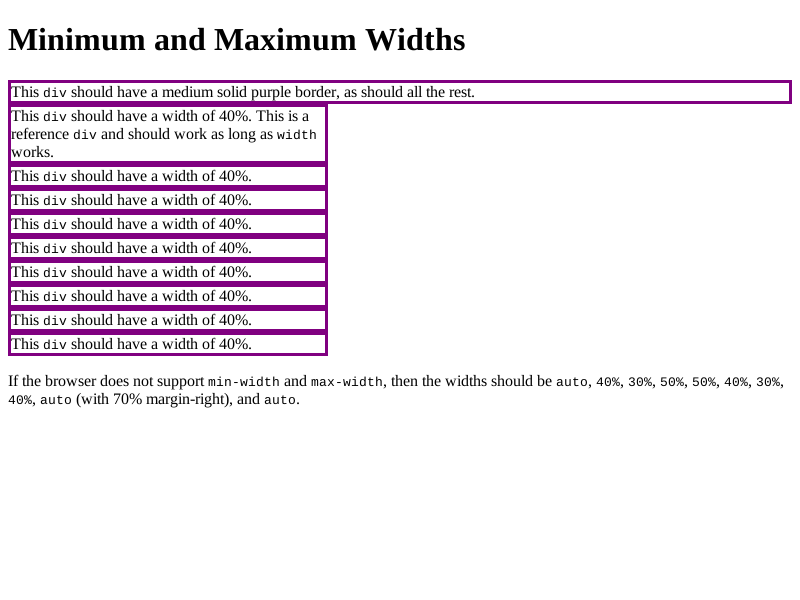 Minimum and Maximum Widths
This div should have a medium solid purple border, as should all the rest.
This div should have a width of 40%. This is a
reference div and should work as long as width
works.
This div should have a width of 40%.
This div should have a width of 40%.
This div should have a width of 40%.
This div should have a width of 40%.
This div should have a width of 40%.
This div should have a width of 40%.
This div should have a width of 40%.
This div should have a width of 40%.
If the browser does not support min-width and max-width, then the widths should be auto, 40%, 30%, 50%, 50%, 40%, 30%,
40%, auto (with 70% margin-right), and auto.